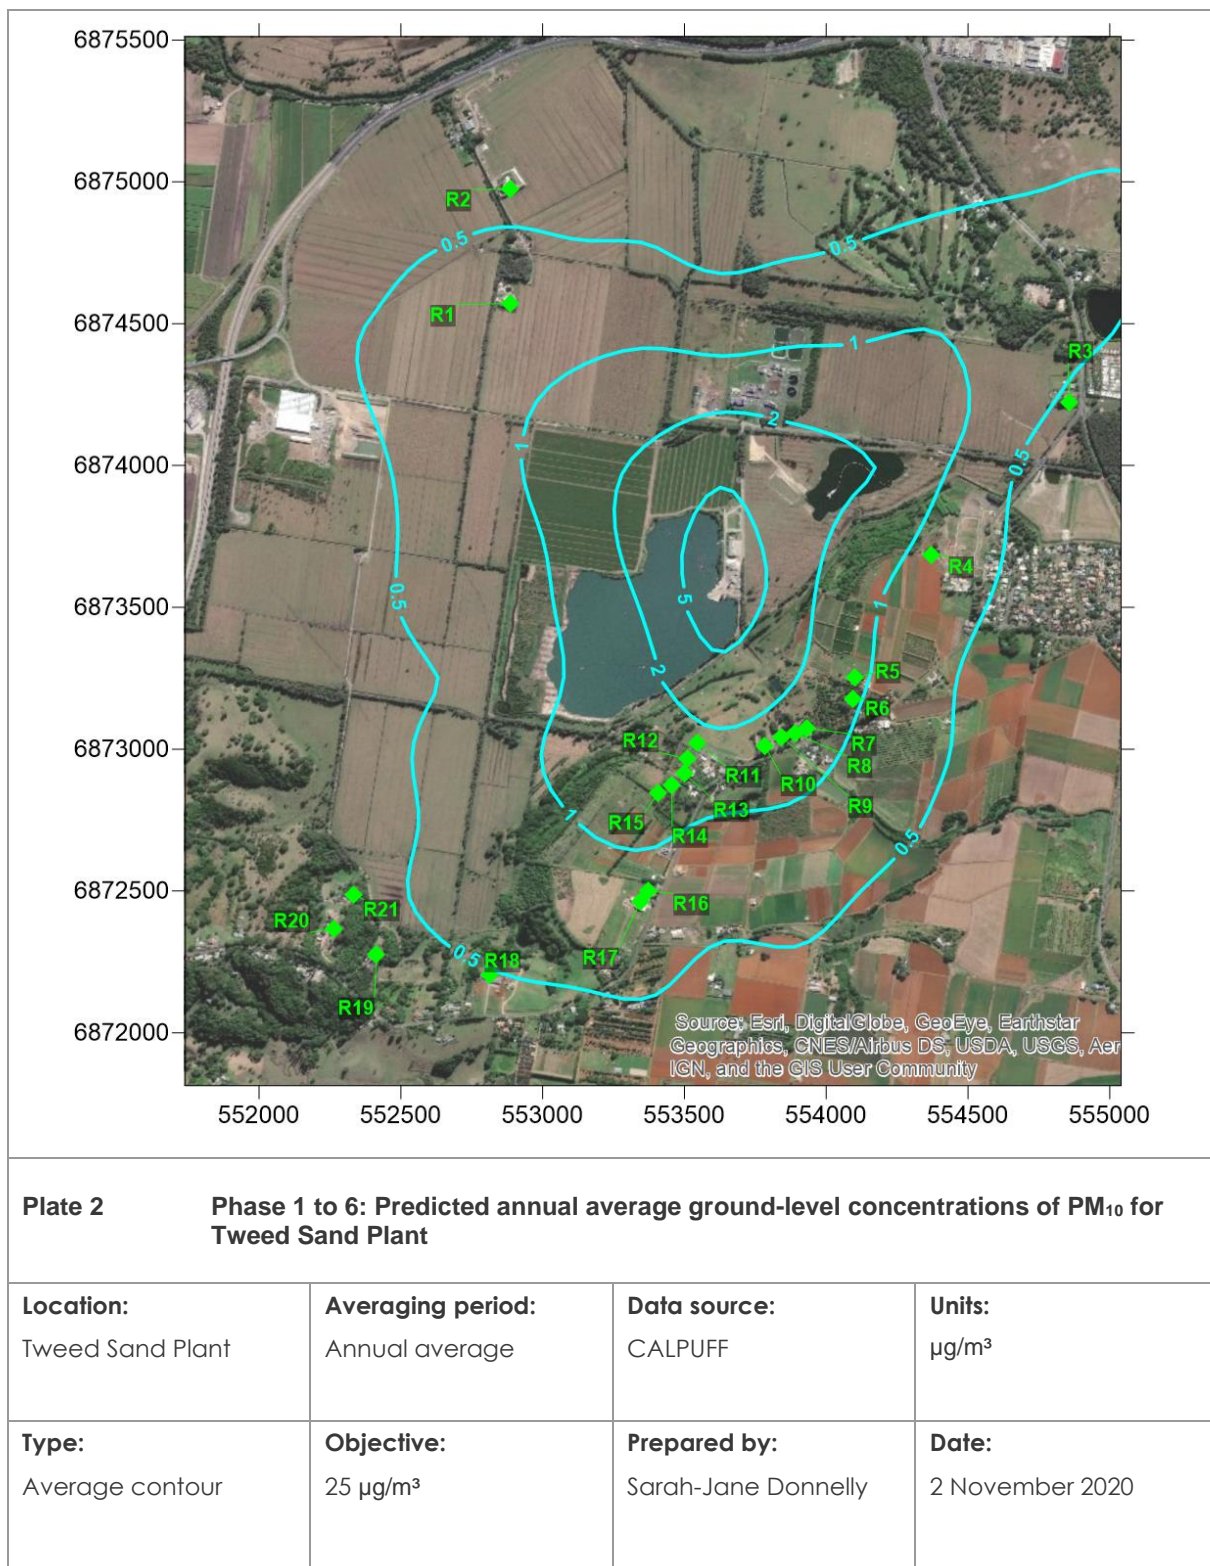 6875500
6875000
6874500
6874000
6873500
6873000
6872500
6872000
552000
552500
553000
553500
554000
554500
555000
R2
0.5
0.5
R1
R3
1
1
2
0.5
0.5
5
1
R4
2
R5
R6
R12
R7
R8
R11
R10
R13
R9
1
R15
R14
0.5
R16
R21
R20
R17
0.5
R18
R19
Source: Esri, DigitalGlobe, GeoEye, Earthstar
Geographics, CNES/Airbus DS, USDA, USGS, Aer
IGN, and the GIS User Community
Plate 2 Phase 1 to 6: Predicted annual average ground-level concentrations of PM₁₀ for
Tweed Sand Plant
Location: Averaging period: Data source: Units:
Tweed Sand Plant Annual average CALPUFF µg/m³
Type: Objective: Prepared by: Date:
Average contour 25 µg/m³ Sarah-Jane Donnelly 2 November 2020